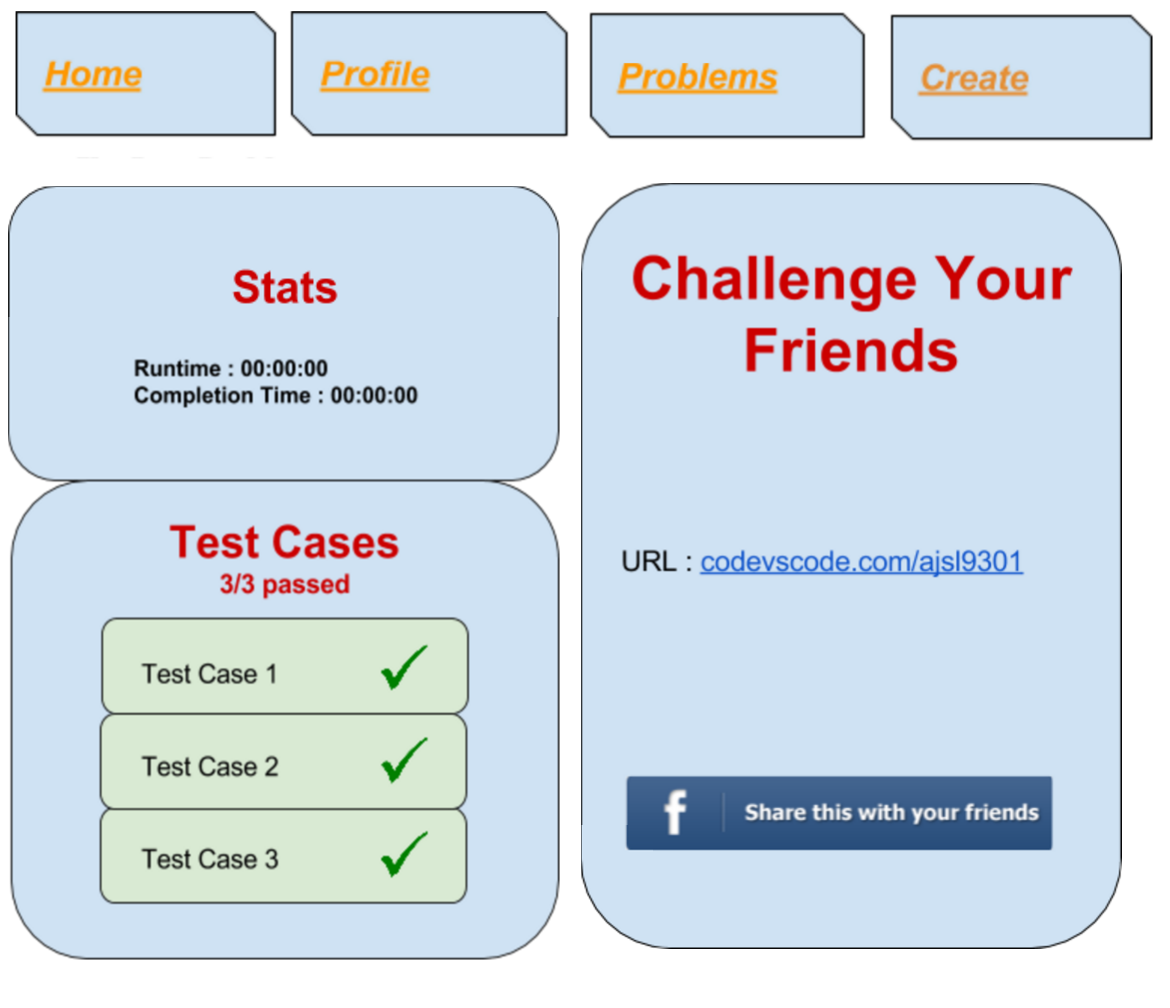 Home
Profile
Problems
Create
Stats
Runtime : 00:00:00
Completion Time : 00:00:00
Test Cases
3/3 passed
Test Case 1
Test Case 2
Test Case 3
Challenge Your
Friends
URL : codevscode.com/ajsl9301
f
Share this with your friends